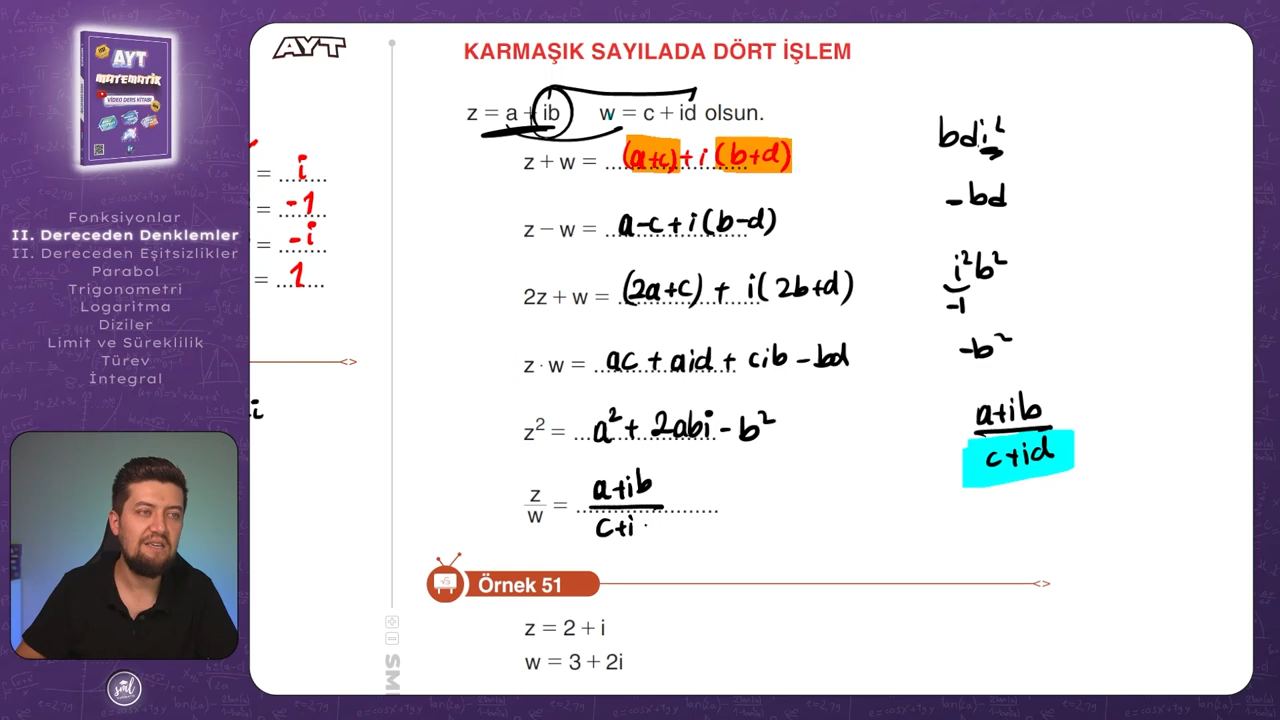 AYT
MATEMATİK
VİDEO DERS KİTABI
Fonksiyonlar
II. Dereceden Denklemler
II. Dereceden Eşitsizlikler
Parabol
Trigonometri
Logaritma
Diziler
Limit ve Süreklilik
Türev
İntegral
sml
AYT
= i
= -1
= -i
= 1
i
SM
KARMAŞIK SAYILADA DÖRT İŞLEM
z = a + ib w = c + id olsun.
z + w = (a+c) + i (b+d)
z − w = a-c+i(b-d)
2z + w = (2a+c) + i(2b+d)
z · w = ac + aid + cib - bd
z² = a² + 2abi - b²
z/w = a+ib / c+i
bdi²
-bd
i²b²
-1
-b²
a+ib
c+id
√5 Örnek 51
z = 2 + i
w = 3 + 2i